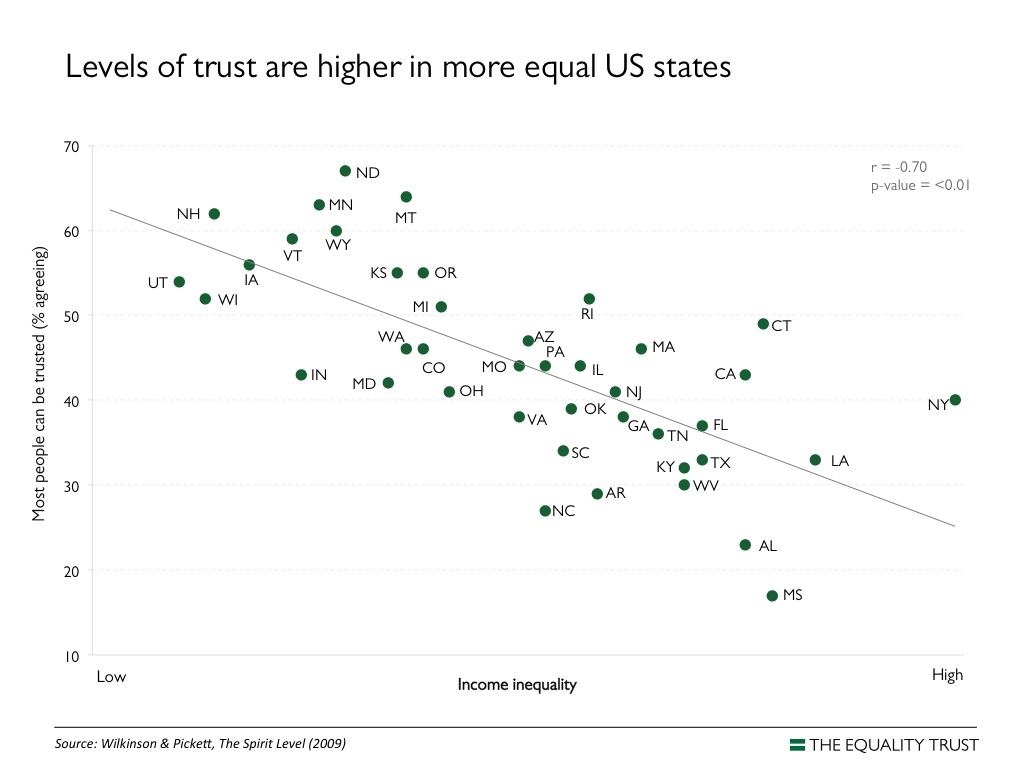 Levels of trust are higher in more equal US states
r = -0.70
p-value = <0.01
Most people can be trusted (% agreeing)
70
60
50
40
30
20
10
ND
MN
MT
NH
WY
VT
IA
UT
WI
KS
OR
MI
RI
CT
WA
CO
AZ
PA
MO
IL
MA
CA
IN
MD
OH
NJ
NY
OK
VA
GA
FL
TN
SC
KY
TX
LA
WV
AR
NC
AL
MS
Low
High
Income inequality
Source: Wilkinson & Pickett, The Spirit Level (2009)
THE EQUALITY TRUST